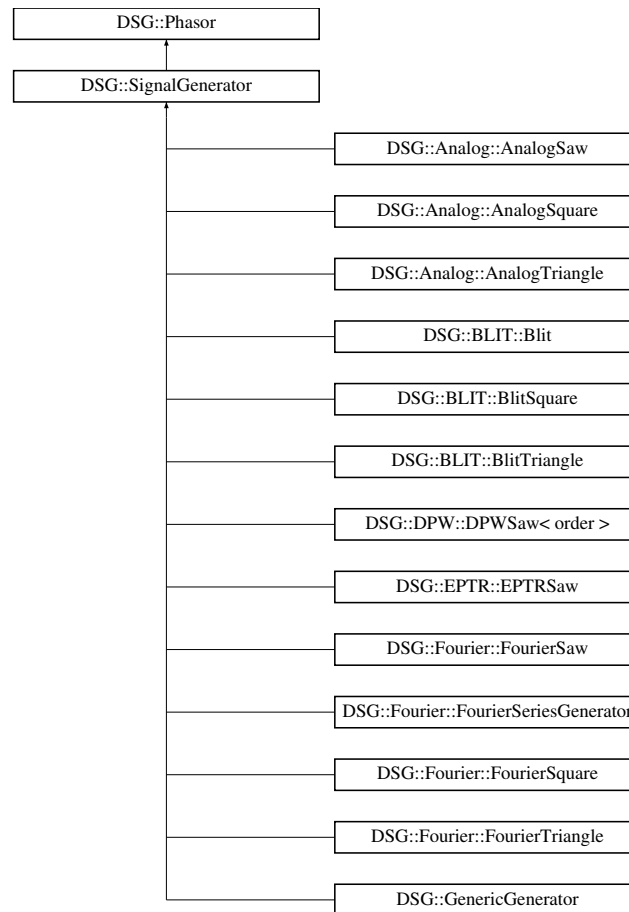 DSG::Phasor
DSG::SignalGenerator
DSG::Analog::AnalogSaw
DSG::Analog::AnalogSquare
DSG::Analog::AnalogTriangle
DSG::BLIT::Blit
DSG::BLIT::BlitSquare
DSG::BLIT::BlitTriangle
DSG::DPW::DPWSaw< order >
DSG::EPTR::EPTRSaw
DSG::Fourier::FourierSaw
DSG::Fourier::FourierSeriesGenerator
DSG::Fourier::FourierSquare
DSG::Fourier::FourierTriangle
DSG::GenericGenerator